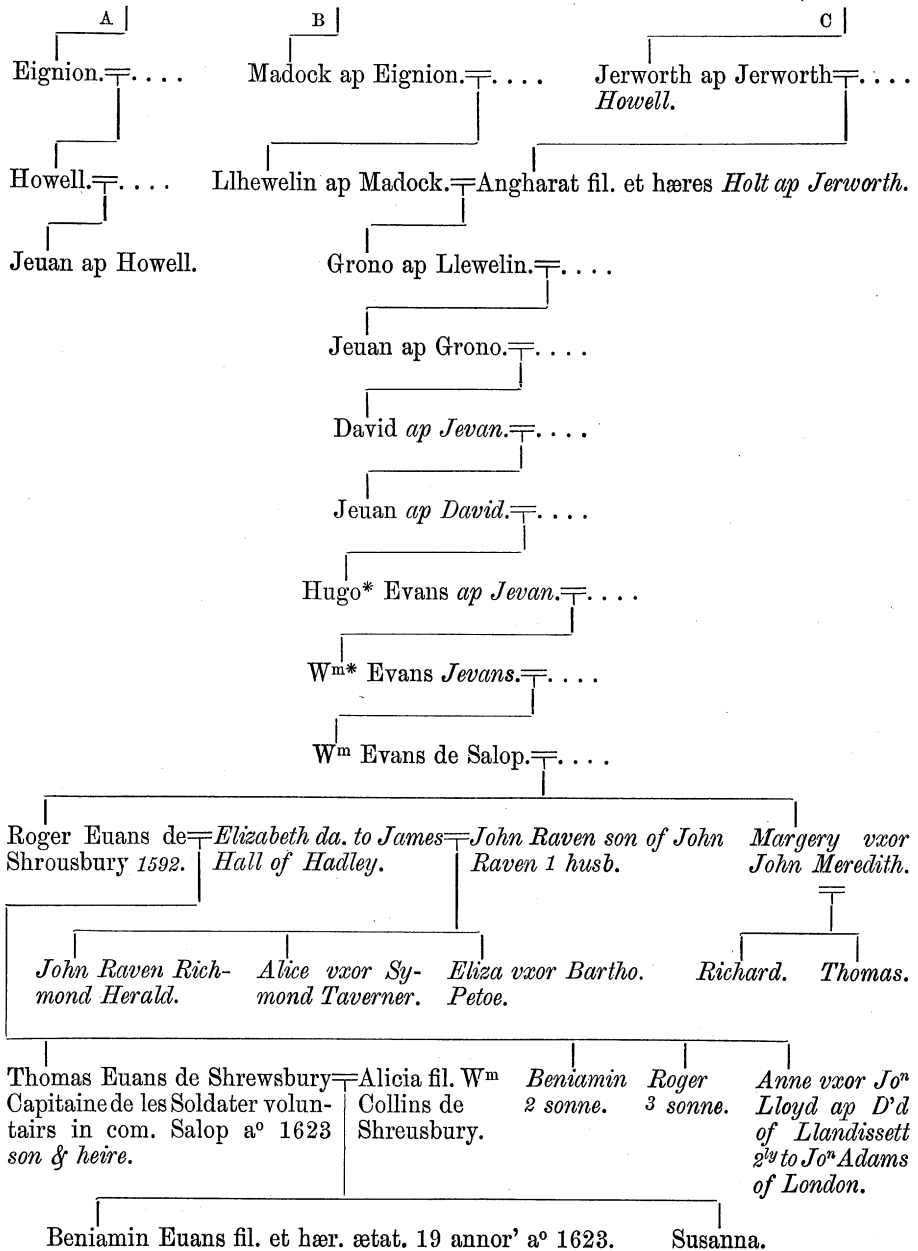 A B C
Eignion. . . . . Madock ap Eignion. . . . . Jerworth ap Jerworth . . . .
Howell.
Howell. . . . . Llhewelin ap Madock. Angharat fil. et hæres Holt ap Jerworth.
Jeuan ap Howell. Grono ap Llewelin. . . . .
Jeuan ap Grono. . . . .
David ap Jevan. . . . .
Jeuan ap David. . . . .
Hugo* Evans ap Jevan. . . . .
Wᵐ* Evans Jevans. . . . .
Wᵐ Evans de Salop. . . . .
Roger Euans de
Shrousbury 1592.
Elizabeth da. to James
Hall of Hadley.
John Raven son of John
Raven 1 husb.
Margery vxor
John Meredith.
John Raven Rich-
mond Herald.
Alice vxor Sy-
mond Taverner.
Eliza vxor Bartho.
Petoe.
Richard. Thomas.
Thomas Euans de Shrewsbury
Capitaine de les Soldater volun-
tairs in com. Salop aº 1623
son & heire.
Alicia fil. Wᵐ
Collins de
Shreusbury.
Beniamin
2 sonne.
Roger
3 sonne.
Anne vxor Joⁿ
Lloyd ap D'd
of Llandissett
2ˡʸ to Joⁿ Adams
of London.
Beniamin Euans fil. et hær. ætat. 19 annor' aº 1623. Susanna.